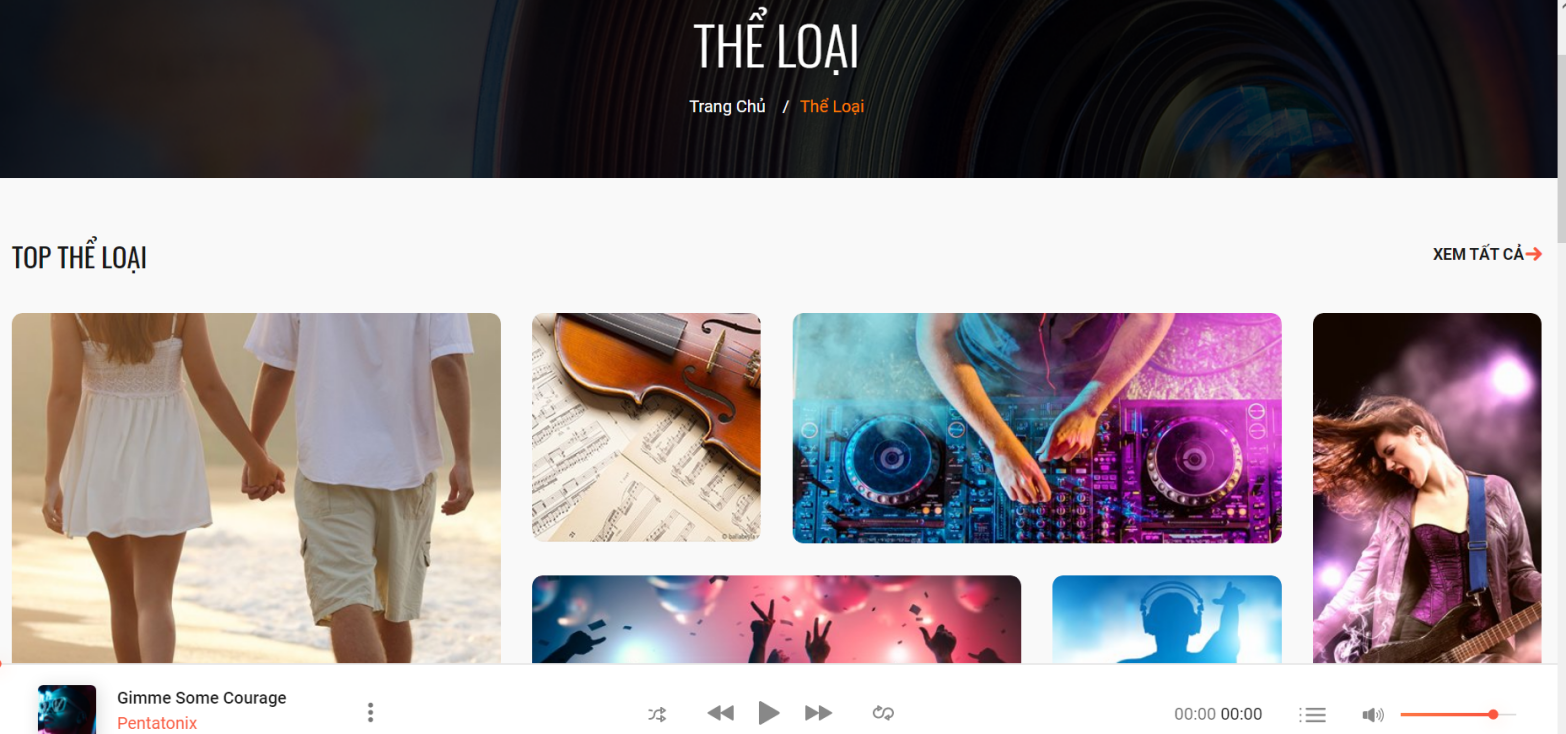 THỂ LOẠI
Trang Chủ / Thể Loại
TOP THỂ LOẠI
XEM TẤT CẢ
Gimme Some Courage
Pentatonix
00:00 00:00